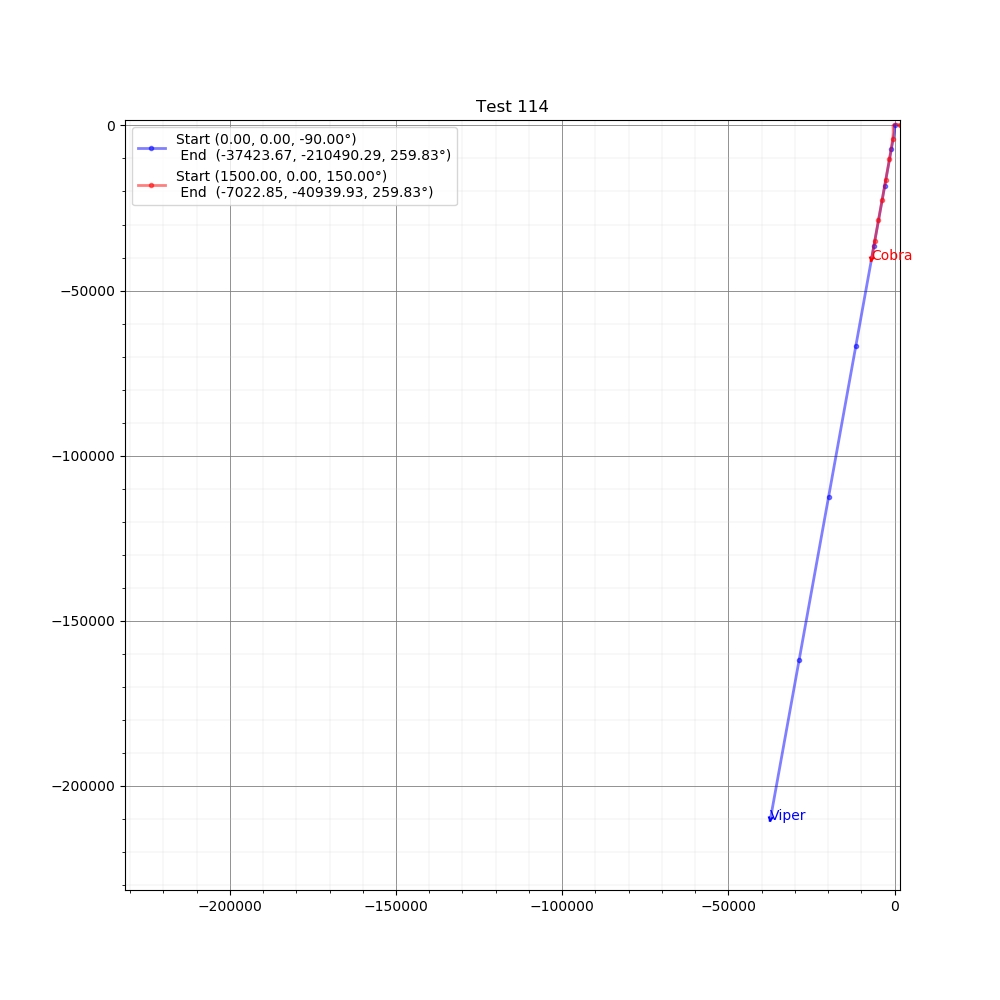 Test 114
Start (0.00, 0.00, -90.00°)
End  (-37423.67, -210490.29, 259.83°)
Start (1500.00, 0.00, 150.00°)
End  (-7022.85, -40939.93, 259.83°)
0
−50000
−100000
−150000
−200000
Cobra
Viper
−200000
−150000
−100000
−50000
0